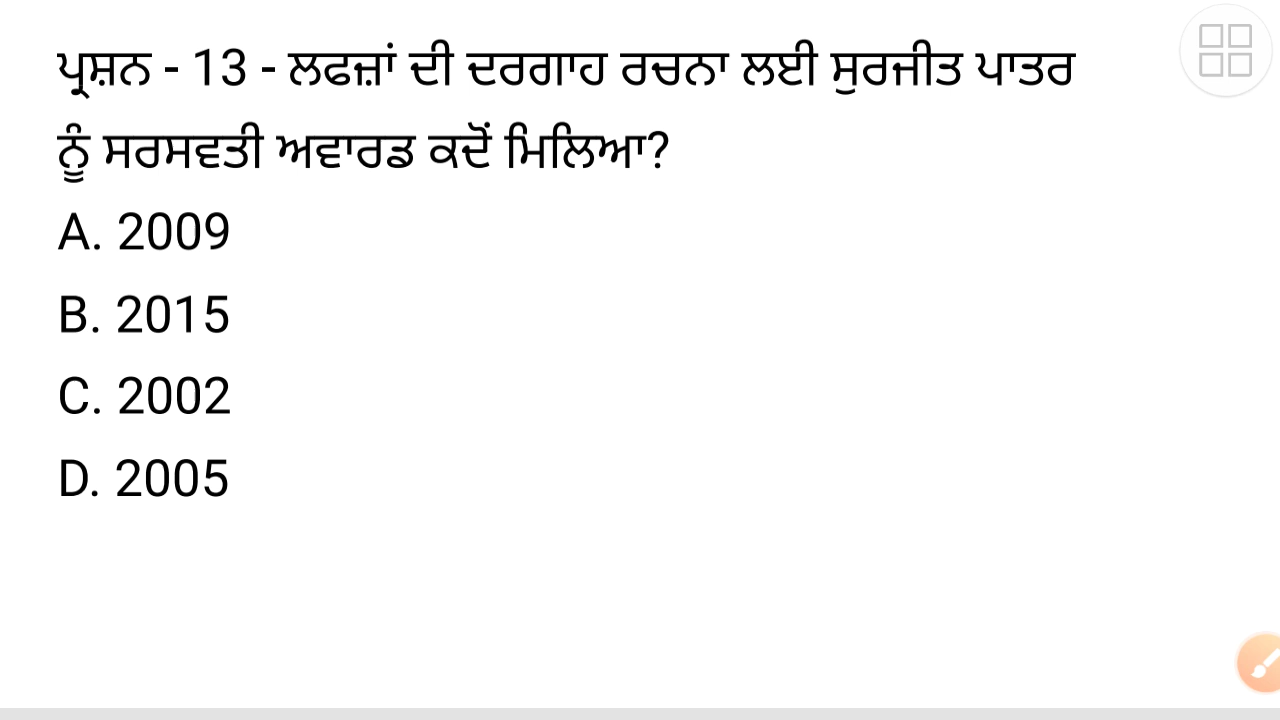 ਪ੍ਰਸ਼ਨ - 13 - ਲਫਜ਼ਾਂ ਦੀ ਦਰਗਾਹ ਰਚਨਾ ਲਈ ਸੁਰਜੀਤ ਪਾਤਰ
ਨੂੰ ਸਰਸਵਤੀ ਅਵਾਰਡ ਕਦੋਂ ਮਿਲਿਆ?
A. 2009
B. 2015
C. 2002
D. 2005